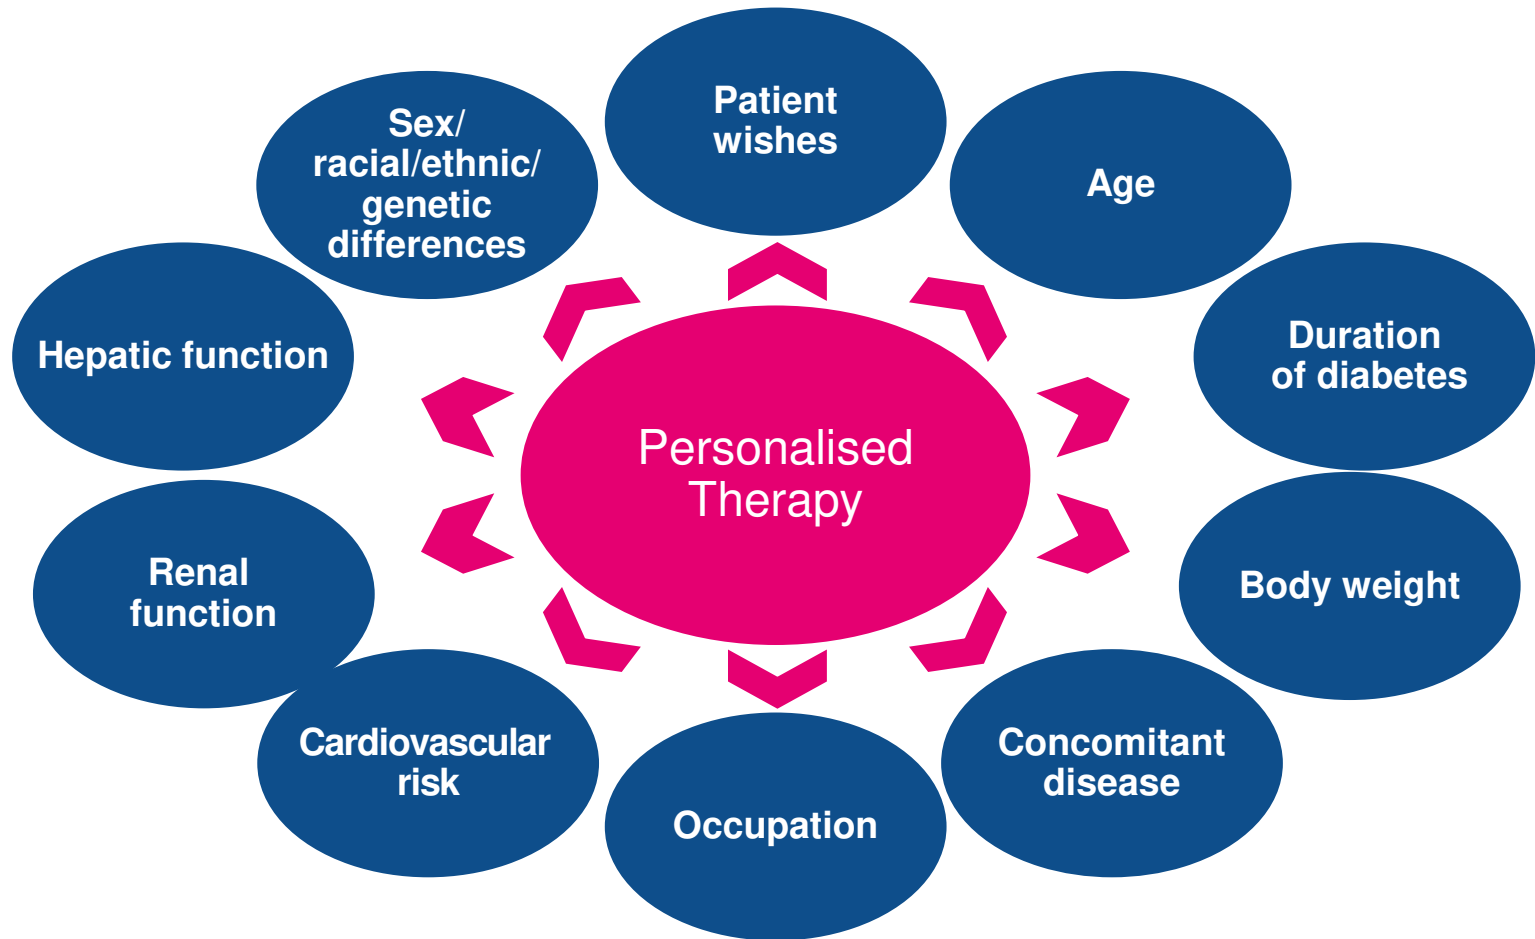 Patient
wishes
Age
Duration
of diabetes
Body weight
Concomitant
disease
Occupation
Cardiovascular
risk
Renal
function
Hepatic function
Sex/
racial/ethnic/
genetic
differences
Personalised
Therapy